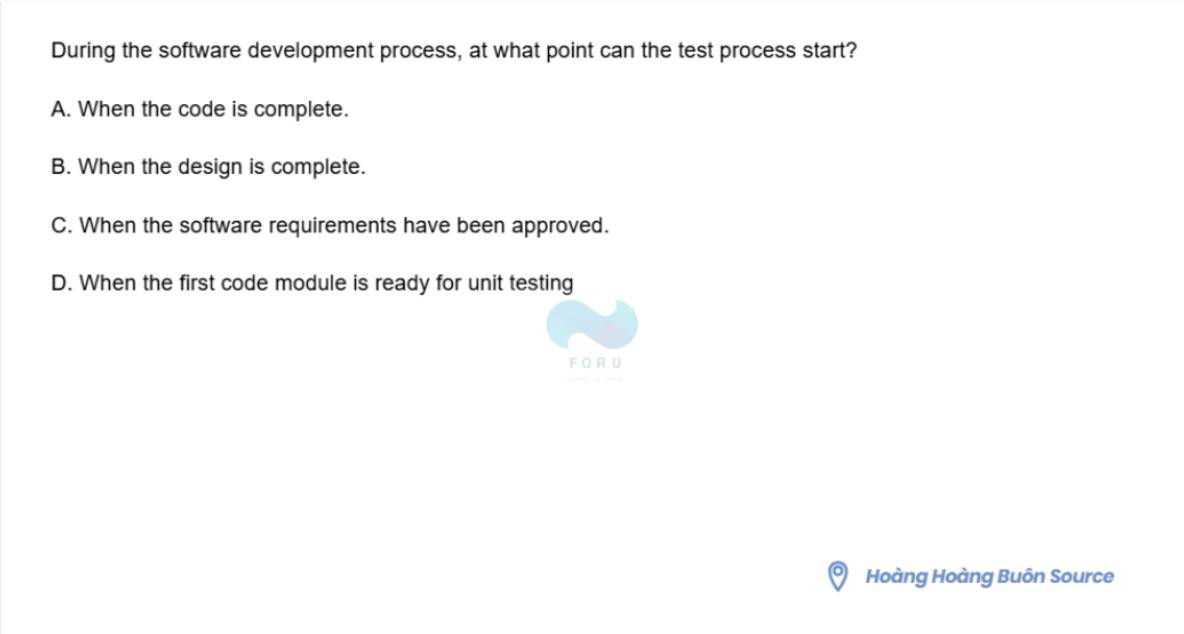 During the software development process, at what point can the test process start?
A. When the code is complete.
B. When the design is complete.
C. When the software requirements have been approved.
D. When the first code module is ready for unit testing
FORU
Hoàng Hoàng Buôn Source